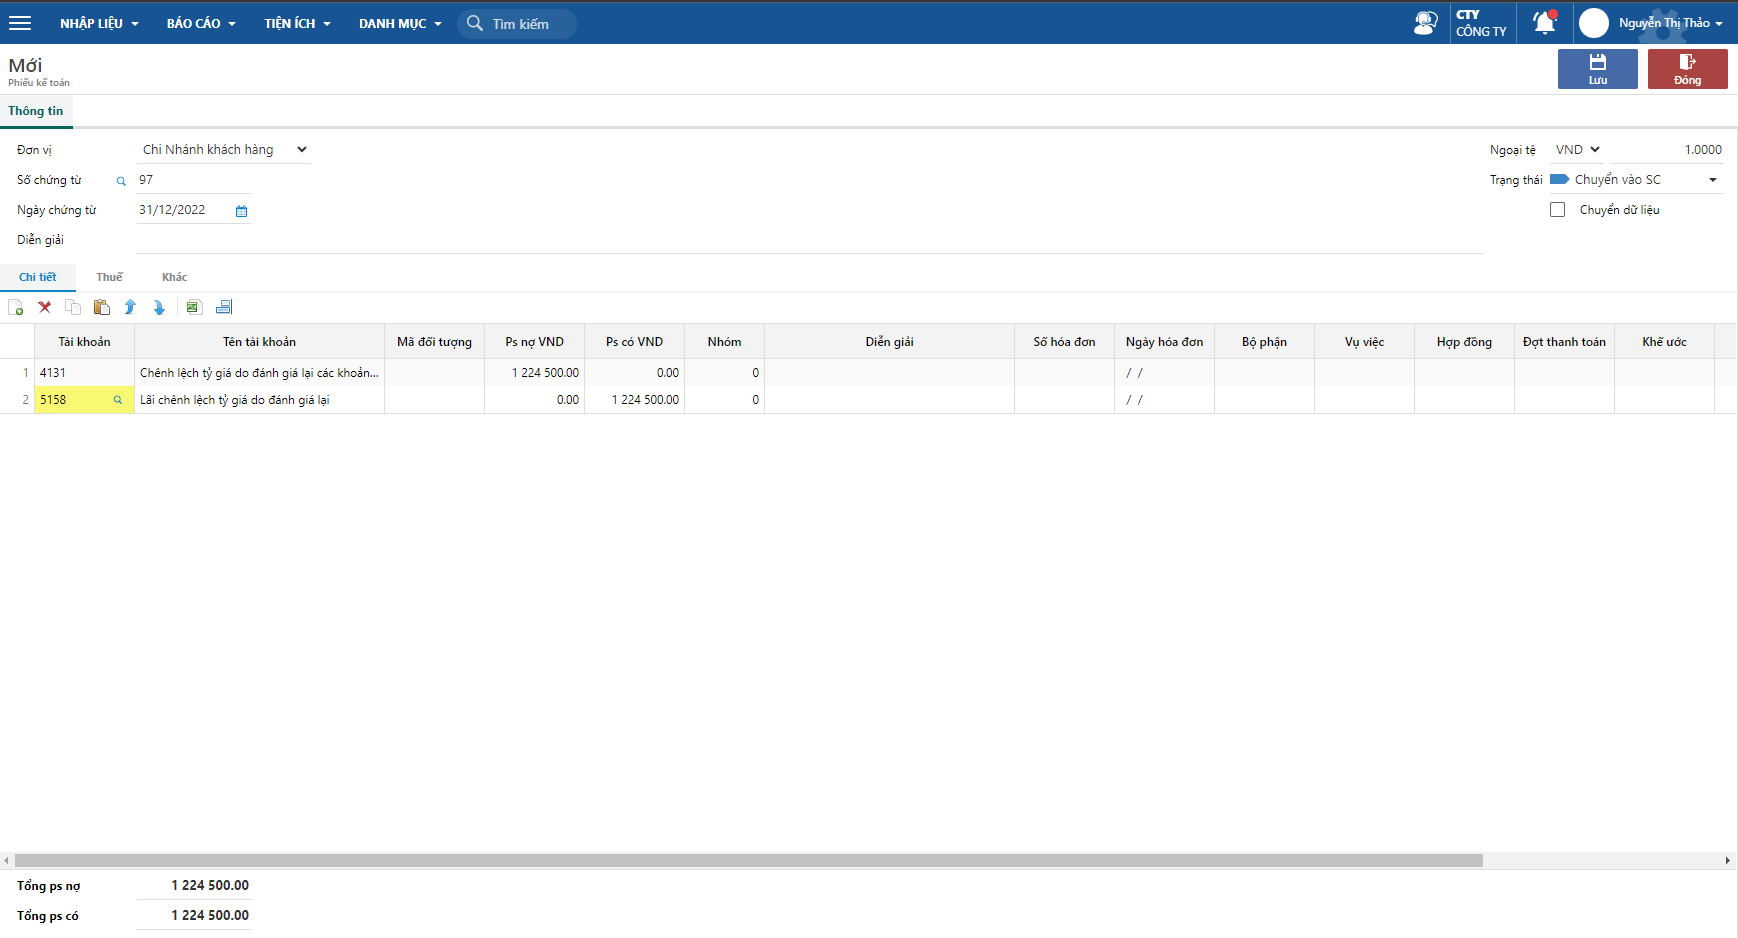 NHẬP LIỆU BÁO CÁO TIỆN ÍCH DANH MỤC Tìm kiếm CTY CÔNG TY Nguyễn Thị Thảo
Mới
Phiếu kế toán
Lưu Đóng
Thông tin
Đơn vị Chi Nhánh khách hàng Ngoại tệ VND 1.0000
Số chứng từ 97 Trạng thái Chuyển vào SC
Ngày chứng từ 31/12/2022 Chuyển dữ liệu
Diễn giải
Chi tiết Thuế Khác
Tài khoản Tên tài khoản Mã đối tượng Ps nợ VND Ps có VND Nhóm Diễn giải Số hóa đơn Ngày hóa đơn Bộ phận Vụ việc Hợp đồng Đợt thanh toán Khế ước
1 4131 Chênh lệch tỷ giá do đánh giá lại các khoản... 1 224 500.00 0.00 0 / /
2 5158 Lãi chênh lệch tỷ giá do đánh giá lại 0.00 1 224 500.00 0 / /
Tổng ps nợ 1 224 500.00
Tổng ps có 1 224 500.00